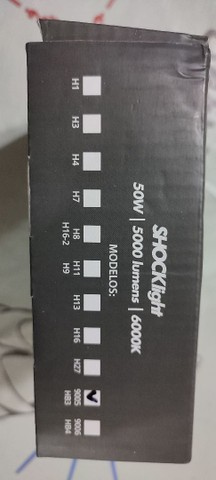 SHOCKlight
50W | 5000 lumens | 6000K
MODELOS:
H1
H3
H4
H7
H8
H16-2
H11
H9
H13
H16
H27
9005
HB3
9006
HB4